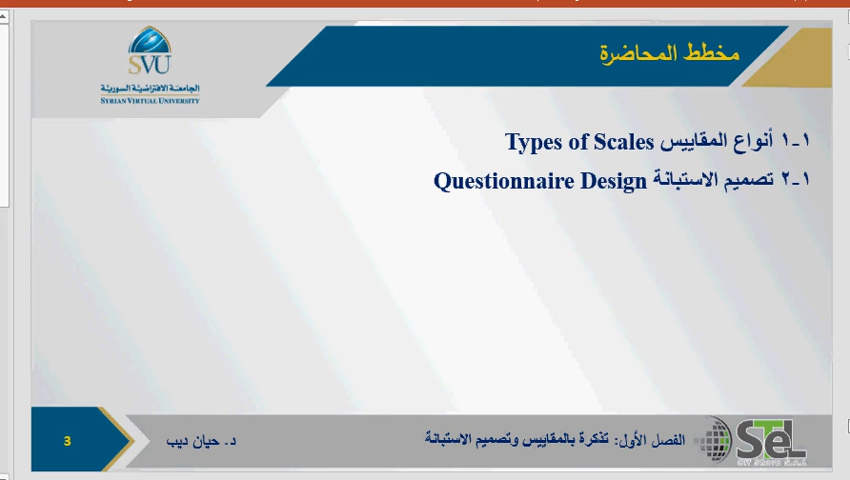 مخطط المحاضرة
SVU
الجامعة الافتراضية السورية
SYRIAN VIRTUAL UNIVERSITY
١-١ أنواع المقاييس Types of Scales
١-٢ تصميم الاستبانة Questionnaire Design
STeL
الفصل الأول: تذكرة بالمقاييس وتصميم الاستبانة
د. حيان ديب
3